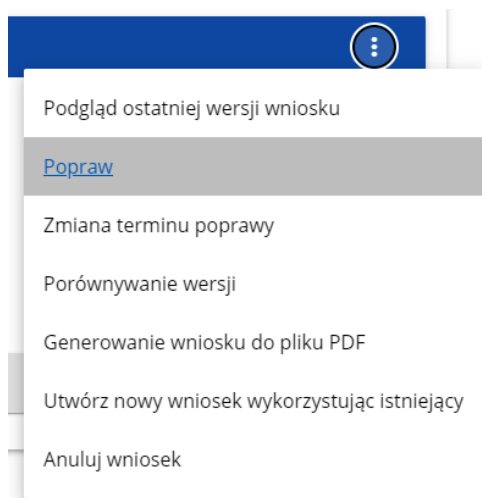 Podgląd ostatniej wersji wniosku
Popraw
Zmiana terminu poprawy
Porównywanie wersji
Generowanie wniosku do pliku PDF
Utwórz nowy wniosek wykorzystując istniejący
Anuluj wniosek